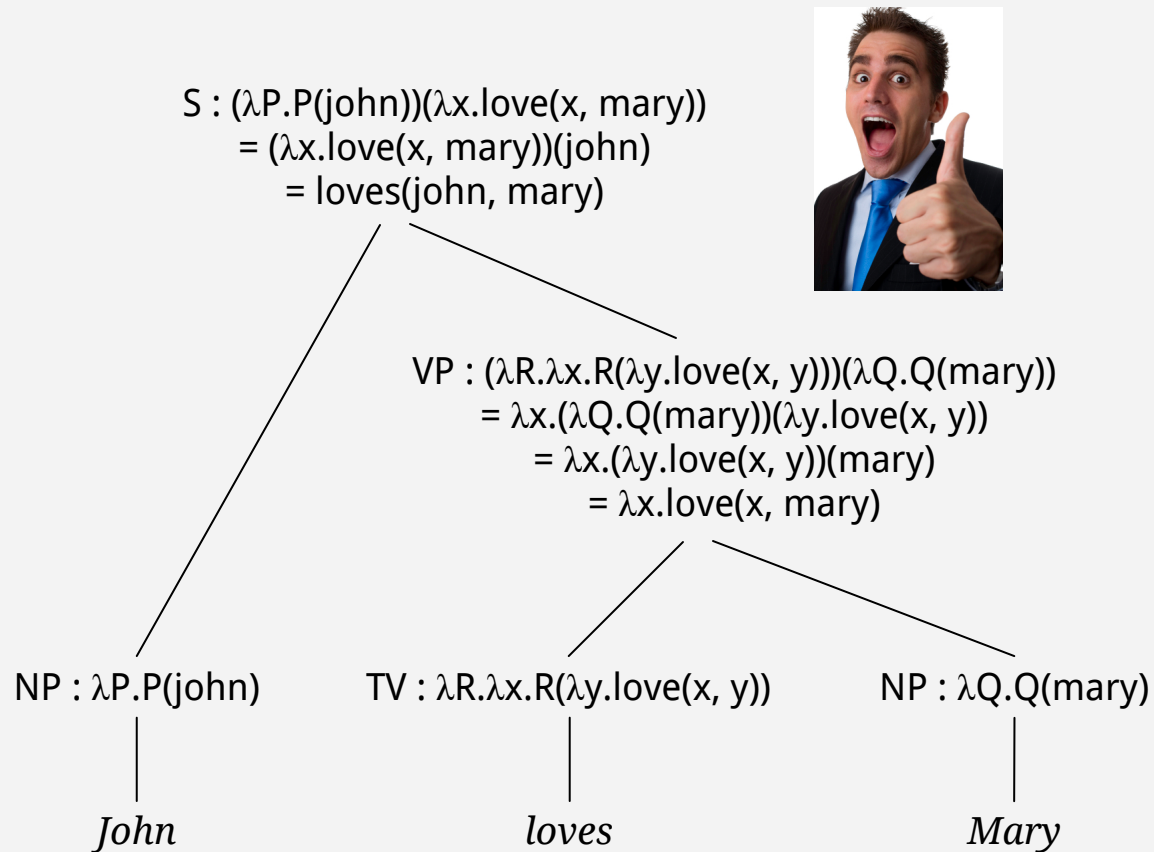 S : (λP.P(john))(λx.love(x, mary))
= (λx.love(x, mary))(john)
= loves(john, mary)
VP : (λR.λx.R(λy.love(x, y)))(λQ.Q(mary))
= λx.(λQ.Q(mary))(λy.love(x, y))
= λx.(λy.love(x, y))(mary)
= λx.love(x, mary)
NP : λP.P(john)
TV : λR.λx.R(λy.love(x, y))
NP : λQ.Q(mary)
John
loves
Mary